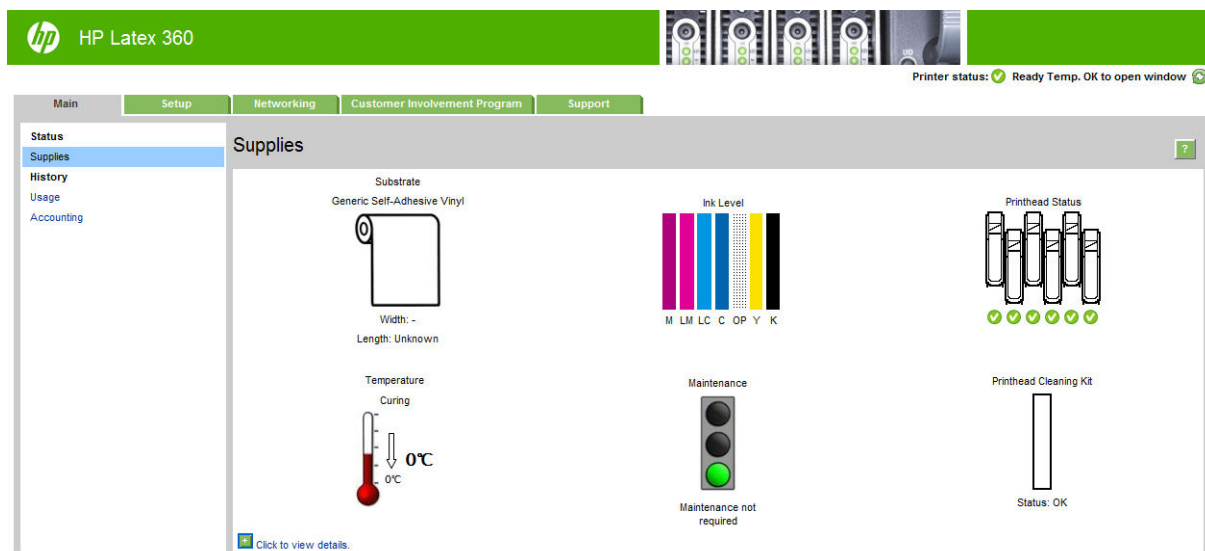 hp
HP Latex 360
Printer status: Ready Temp. OK to open window
Main Setup Networking Customer Involvement Program Support
Status
Supplies
History
Usage
Accounting
Supplies
?
Substrate
Generic Self-Adhesive Vinyl
Width: -
Length: Unknown
Ink Level
M LM LC C OP Y K
Printhead Status
Temperature
Curing
0℃
0℃
Maintenance
Maintenance not
required
Printhead Cleaning Kit
Status: OK
Click to view details.